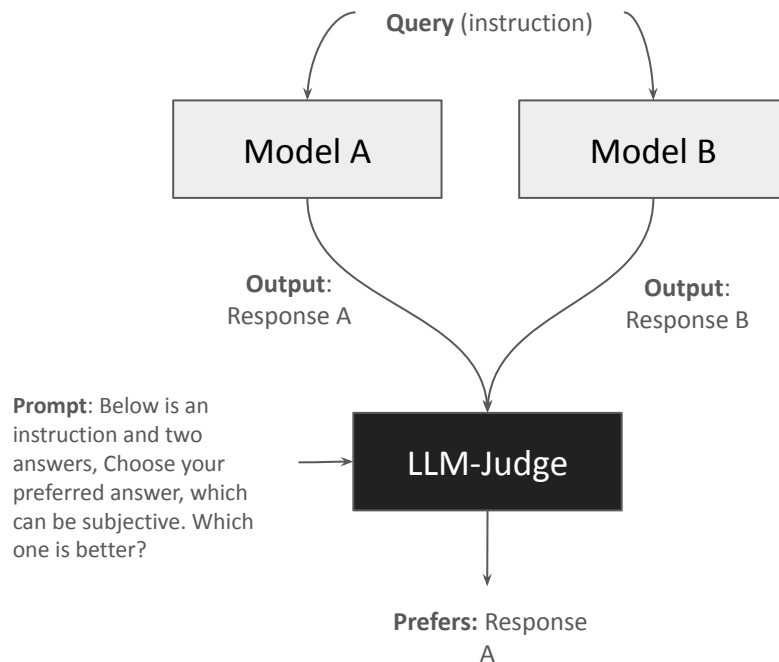 Query (instruction)
Model A
Model B
Output:
Response A
Output:
Response B
Prompt: Below is an
instruction and two
answers, Choose your
preferred answer, which
can be subjective. Which
one is better?
LLM-Judge
Prefers: Response
A